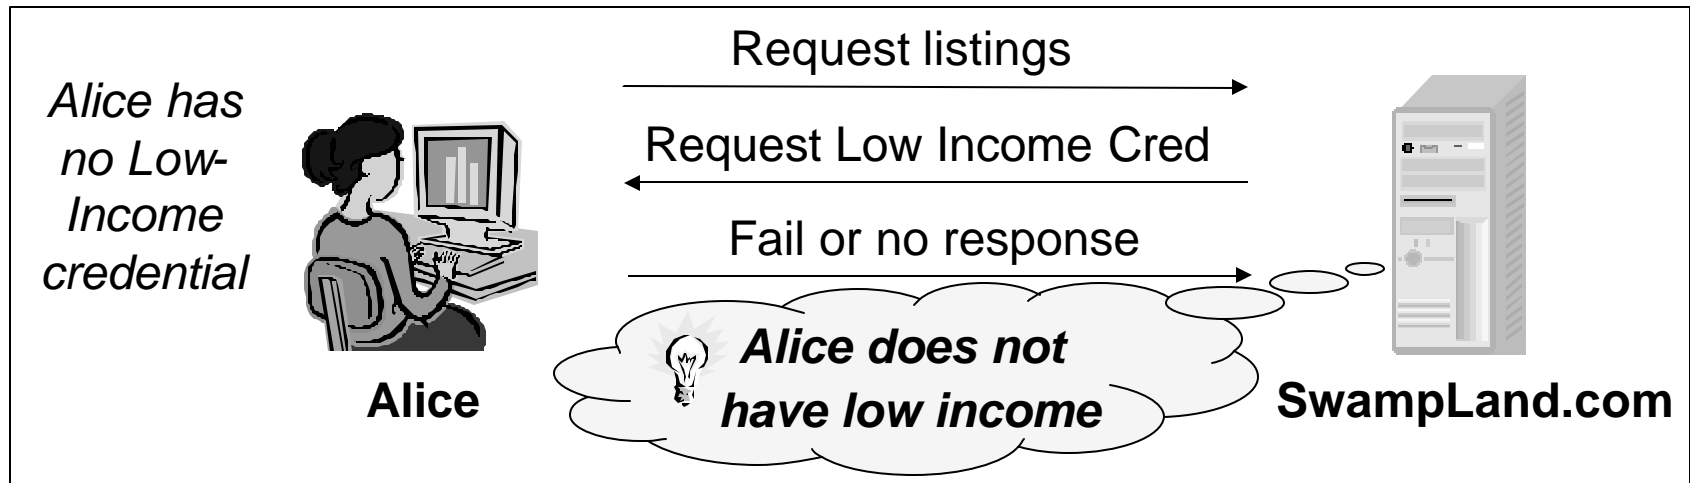 Request listings
Alice has
no Low-
Income
credential
Request Low Income Cred
Fail or no response
Alice does not
have low income
Alice
SwampLand.com